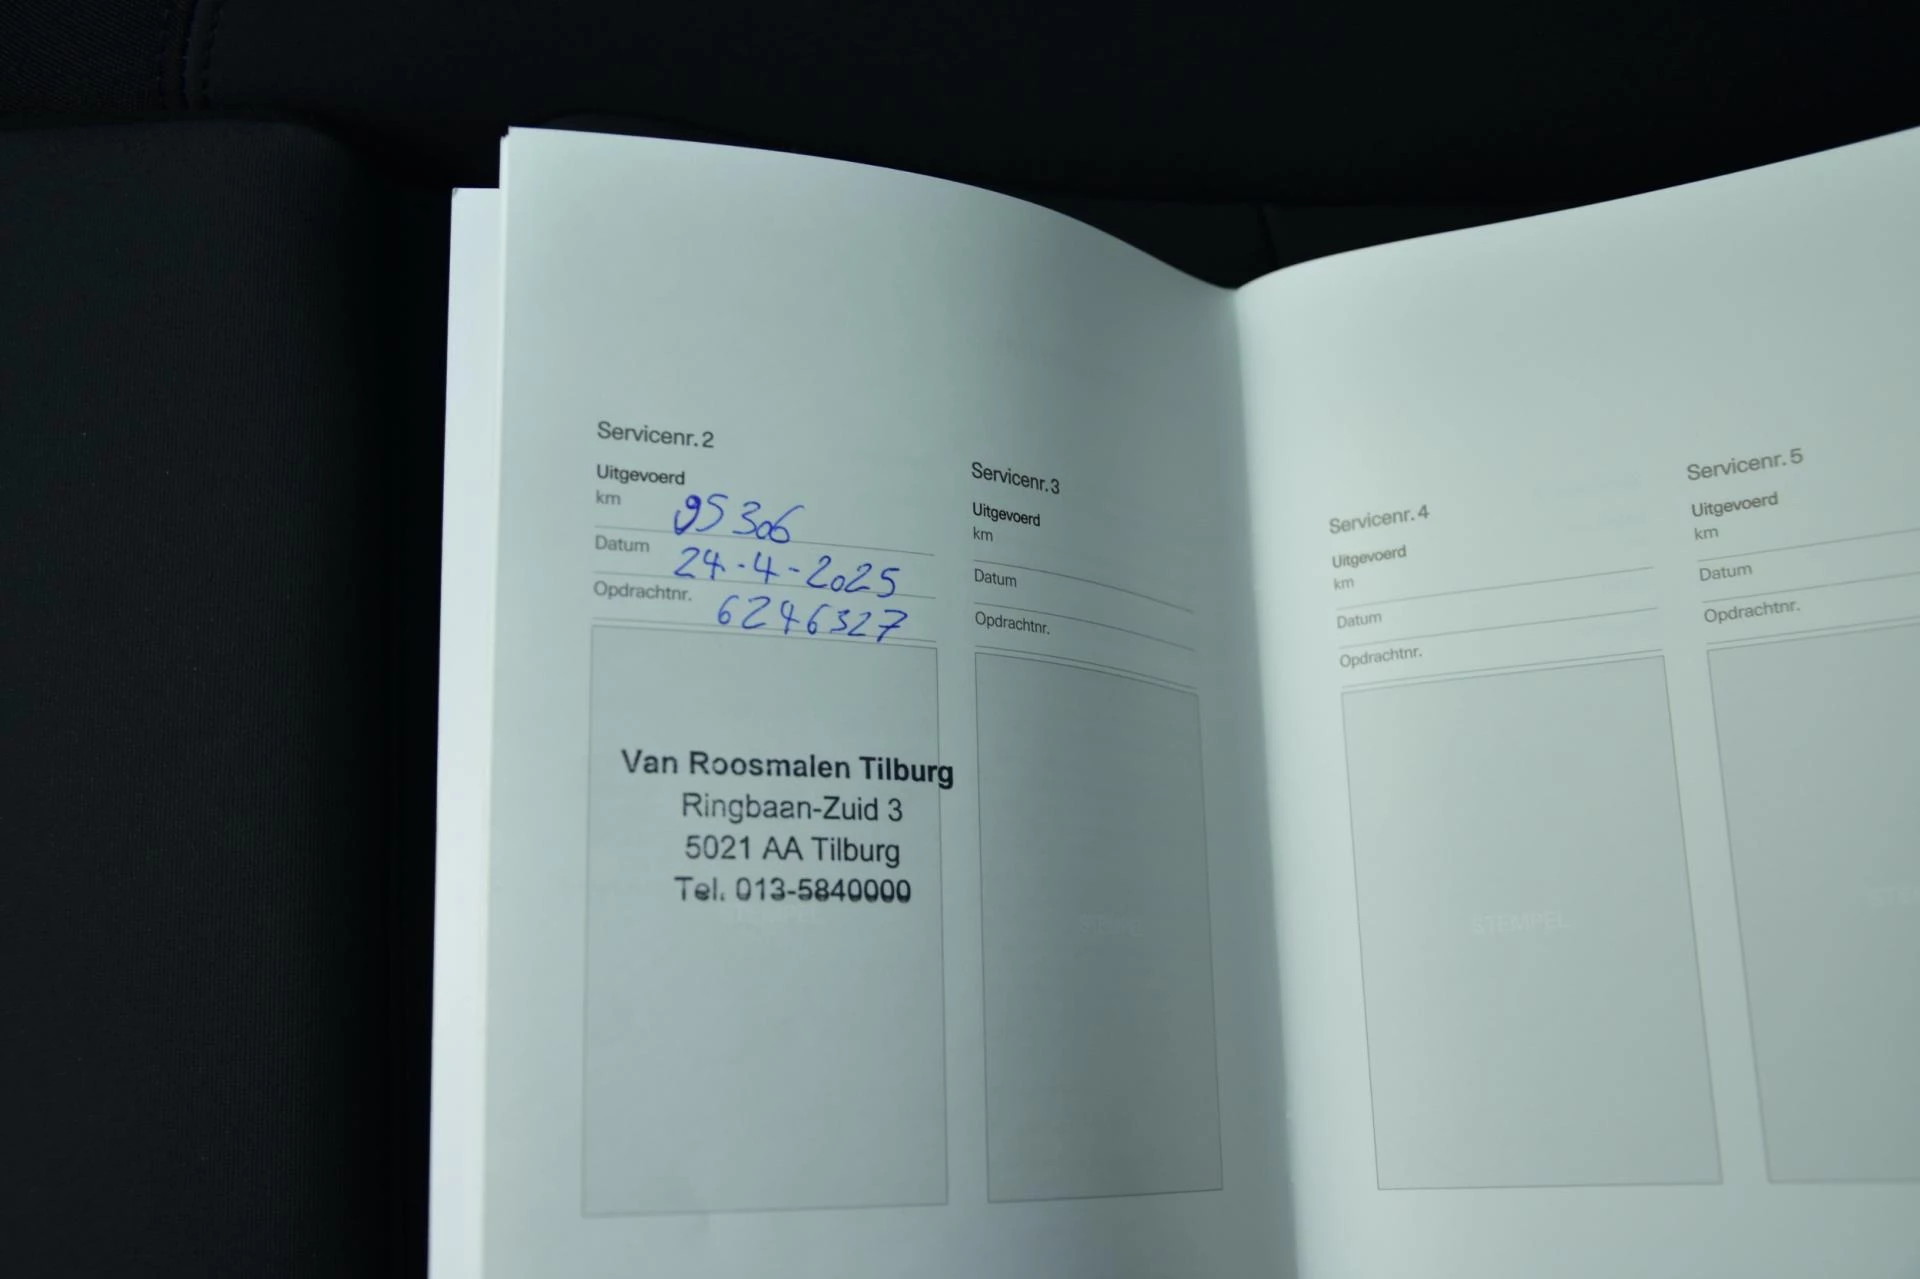 Servicenr. 2
Uitgevoerd
km 95306
Datum 24-4-2025
Opdrachtnr. 6246327
Van Roosmalen Tilburg
Ringbaan-Zuid 3
5021 AA Tilburg
Tel. 013-5840000
STEMPEL
Servicenr. 3
Uitgevoerd
km
Datum
Opdrachtnr.
STEMPEL
Servicenr. 4
Uitgevoerd
km
Datum
Opdrachtnr.
STEMPEL
Servicenr. 5
Uitgevoerd
km
Datum
Opdrachtnr.